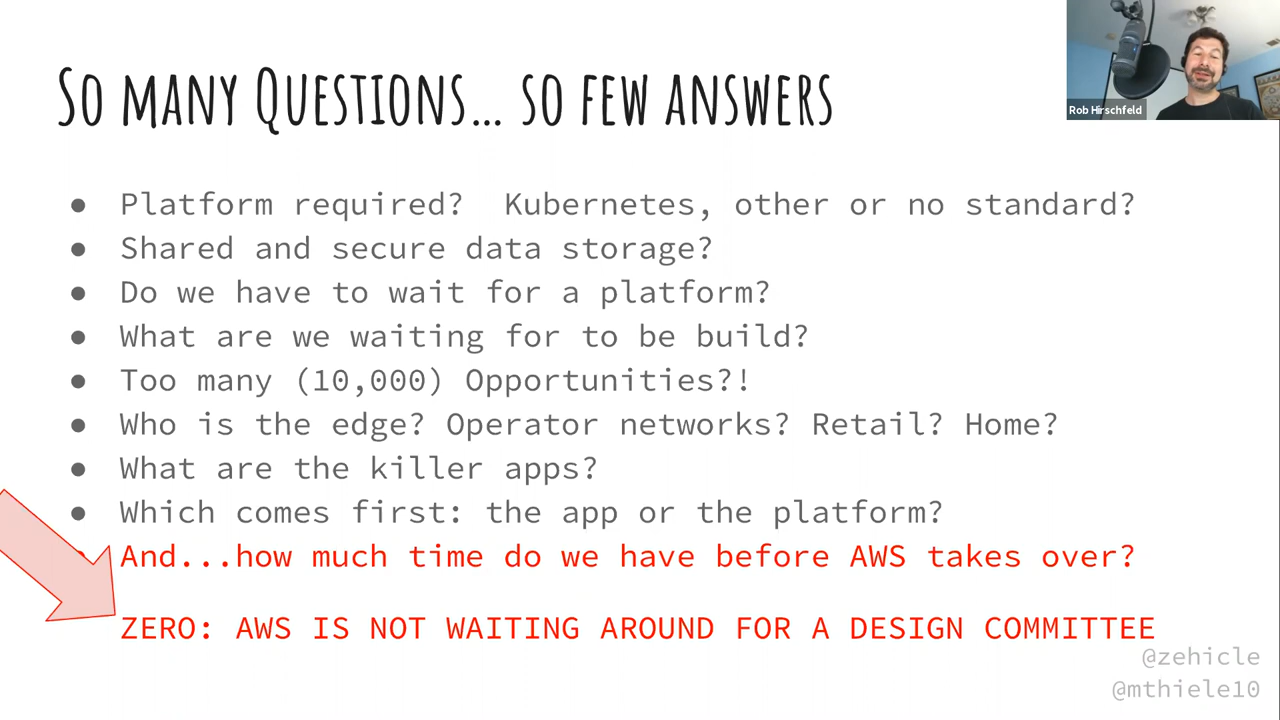 So many Questions... so few answers
Rob Hirschfeld
● Platform required?  Kubernetes, other or no standard?
● Shared and secure data storage?
● Do we have to wait for a platform?
● What are we waiting for to be build?
● Too many (10,000) Opportunities?!
● Who is the edge? Operator networks? Retail? Home?
● What are the killer apps?
● Which comes first: the app or the platform?
● And...how much time do we have before AWS takes over?
ZERO: AWS IS NOT WAITING AROUND FOR A DESIGN COMMITTEE
@zehicle
@mthiele10